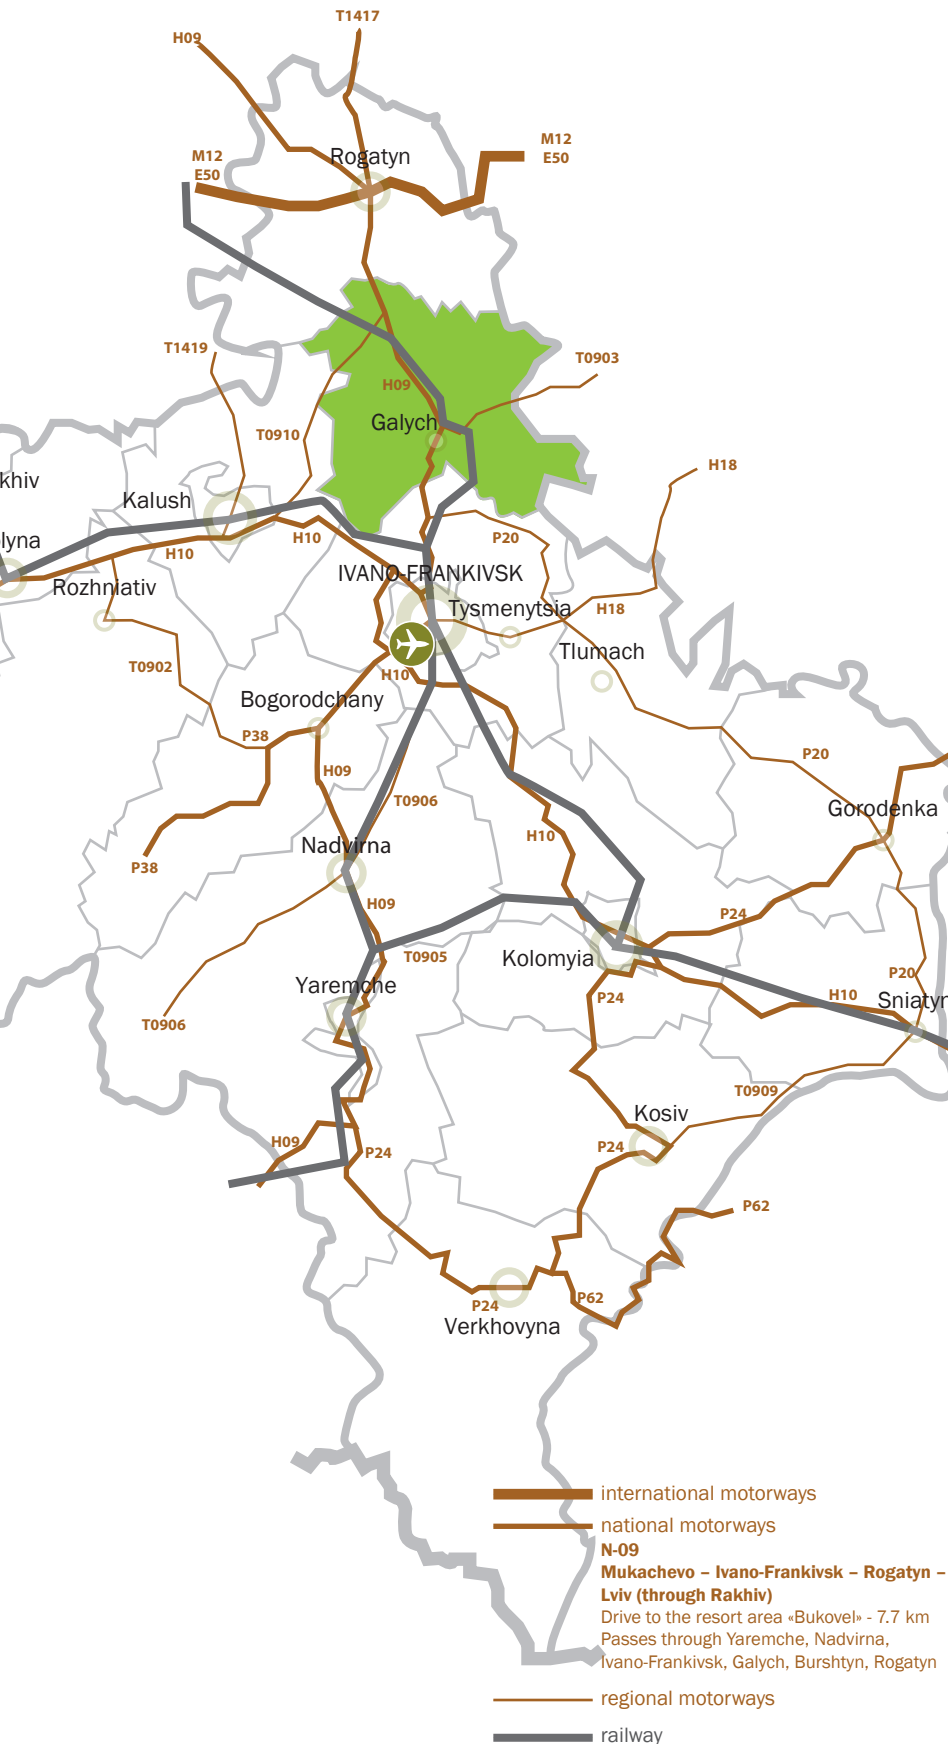 T1417
H09
M12
E50
Rogatyn
M12
E50
T1419
T0903
H09
T0910
Galych
H18
khiv
Kalush
lyna
H10
H10
P20
IVANO-FRANKIVSK
Rozhniativ
Tysmenytsia
H18
Tlumach
T0902
H10
Bogorodchany
P38
H09
P20
T0906
Gorodenka
H10
Nadvirna
P38
H09
P24
T0905
Kolomyia
P20
Yaremche
P24
H10
Sniatyn
T0906
T0909
Kosiv
H09
P24
P24
P62
P24
P62
Verkhovyna
international motorways
national motorways
N-09
Mukachevo – Ivano-Frankivsk – Rogatyn –
Lviv (through Rakhiv)
Drive to the resort area «Bukovel» - 7.7 km
Passes through Yaremche, Nadvirna,
Ivano-Frankivsk, Galych, Burshtyn, Rogatyn
regional motorways
railway